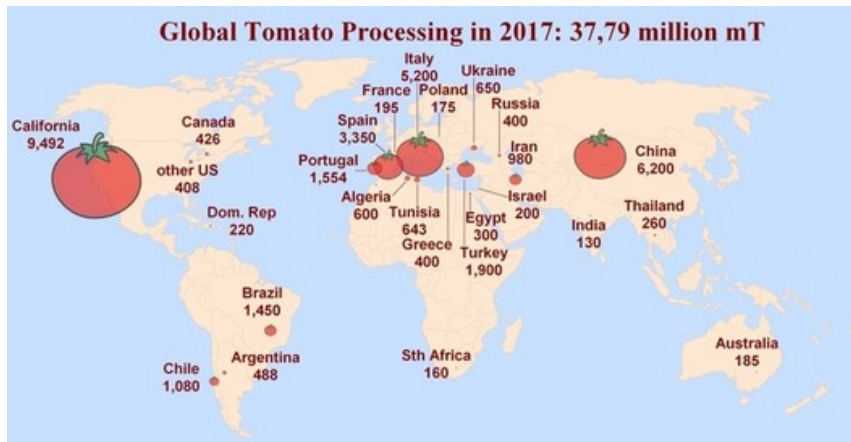 Global Tomato Processing in 2017: 37,79 million mT
California
9,492
Canada
426
other US
408
Dom. Rep
220
Brazil
1,450
Chile
1,080
Argentina
488
Italy
5,200
France
195
Poland
175
Ukraine
650
Russia
400
Spain
3,350
Portugal
1,554
Algeria
600
Tunisia
643
Greece
400
Turkey
1,900
Egypt
300
Israel
200
Iran
980
China
6,200
India
130
Thailand
260
Sth Africa
160
Australia
185